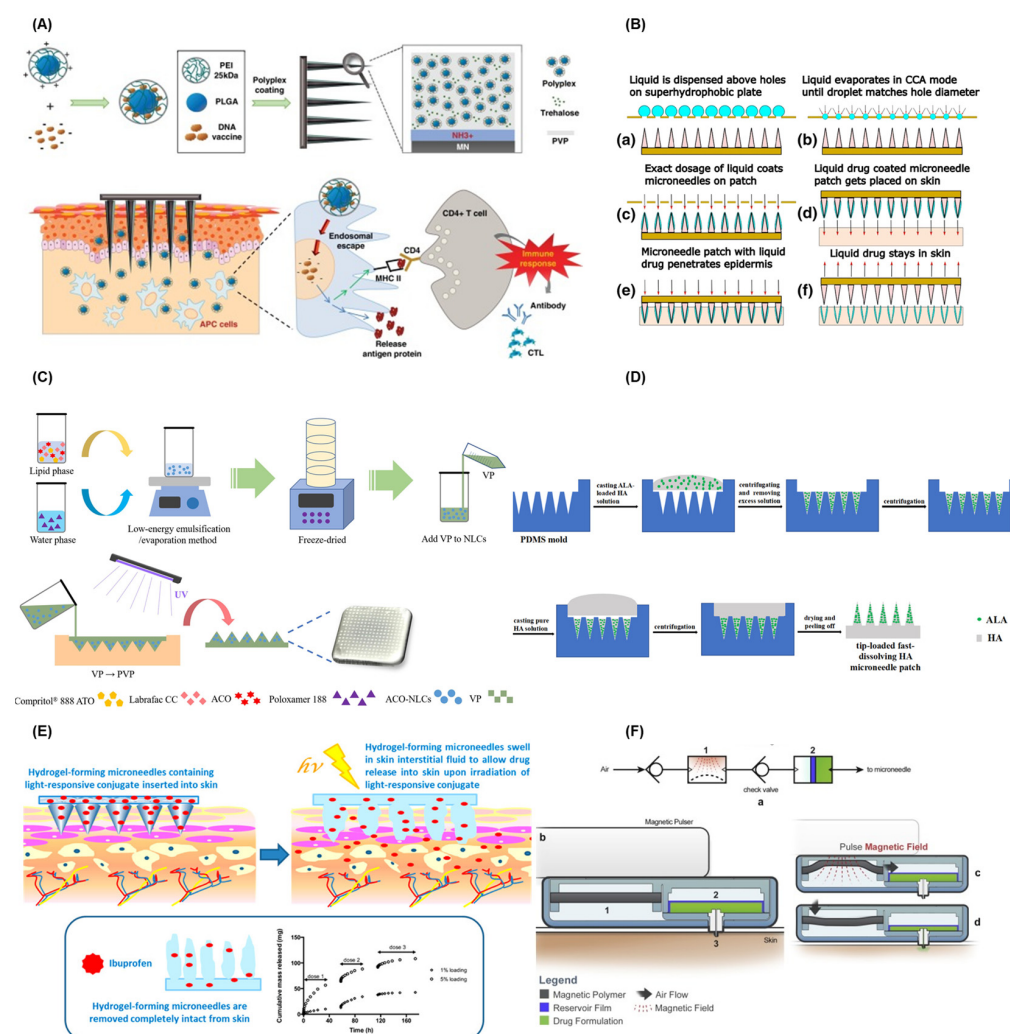 (A)
PEI
25kDa
PLGA
DNA
vaccine
Polyplex
coating
NH3+
MN
Polyplex
Trehalose
PVP
Endosomal
escape
MHC II
CD4
CD4+ T cell
Immune
response
Antibody
CTL
Release
antigen protein
APC cells
(B)
Liquid is dispensed above holes
on superhydrophobic plate
(a)
Liquid evaporates in CCA mode
until droplet matches hole diameter
(b)
Exact dosage of liquid coats
microneedles on patch
(c)
Liquid drug coated microneedle
patch gets placed on skin
(d)
Microneedle patch with liquid
drug penetrates epidermis
(e)
Liquid drug stays in skin
(f)
(C)
Lipid phase
Water phase
Low-energy emulsification
/evaporation method
Freeze-dried
VP
Add VP to NLCs
UV
VP → PVP
Compritol® 888 ATO
Labrafac CC
ACO
Poloxamer 188
ACO-NLCs
VP
(D)
PDMS mold
casting ALA-
loaded HA
solution
centrifugating
and removing
excess solution
centrifugation
casting pure
HA solution
centrifugation
drying and
peeling off
tip-loaded fast-
dissolving HA
microneedle patch
ALA
HA
(E)
Hydrogel-forming microneedles containing
light-responsive conjugate inserted into skin
hν
Hydrogel-forming microneedles swell
in skin interstitial fluid to allow drug
release into skin upon irradiation of
light-responsive conjugate
Ibuprofen
Hydrogel-forming microneedles are
removed completely intact from skin
Cumulative mass released (mg)
150
100
50
0
dose 1
dose 2
dose 3
1% loading
5% loading
0
40
80
120
160
Time (h)
(F)
Air
1
check valve
2
to microneedle
a
b
Magnetic Pulser
1
2
3
Skin
Pulse Magnetic Field
c
d
Legend
Magnetic Polymer
Air Flow
Reservoir Film
Magnetic Field
Drug Formulation